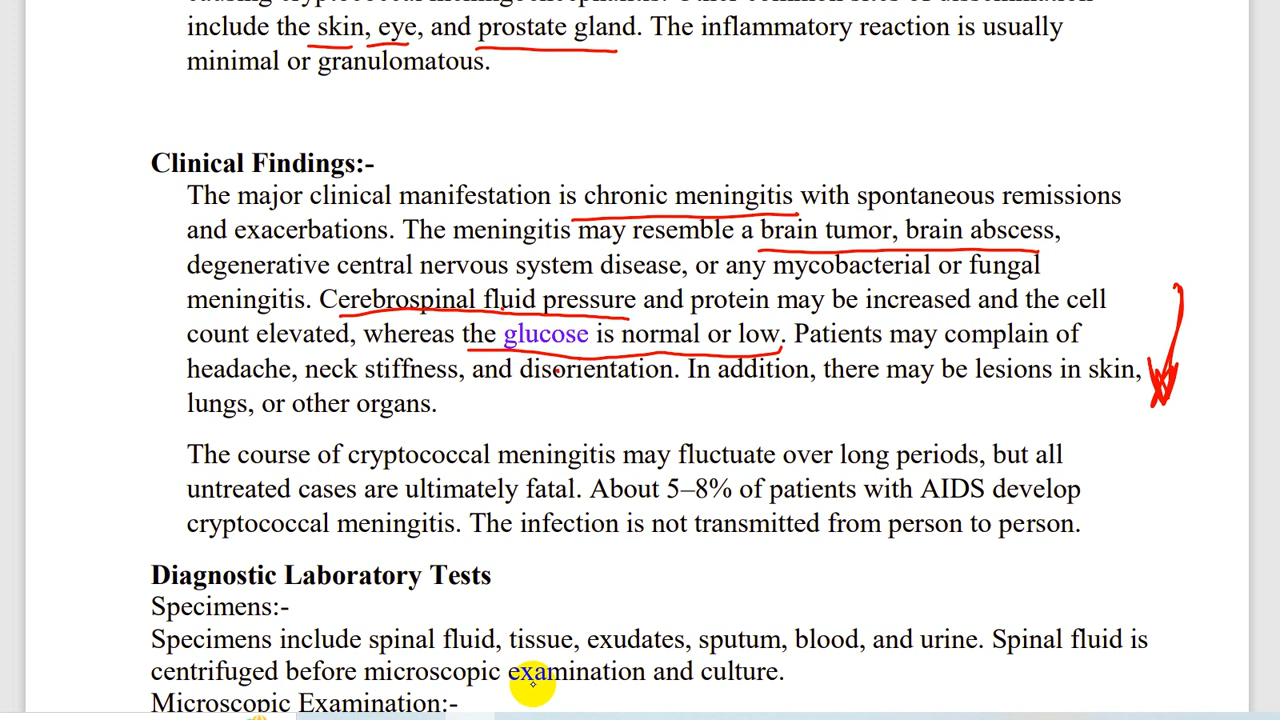 include the skin, eye, and prostate gland. The inflammatory reaction is usually
minimal or granulomatous.
Clinical Findings:-
The major clinical manifestation is chronic meningitis with spontaneous remissions
and exacerbations. The meningitis may resemble a brain tumor, brain abscess,
degenerative central nervous system disease, or any mycobacterial or fungal
meningitis. Cerebrospinal fluid pressure and protein may be increased and the cell
count elevated, whereas the glucose is normal or low. Patients may complain of
headache, neck stiffness, and disorientation. In addition, there may be lesions in skin,
lungs, or other organs.
The course of cryptococcal meningitis may fluctuate over long periods, but all
untreated cases are ultimately fatal. About 5–8% of patients with AIDS develop
cryptococcal meningitis. The infection is not transmitted from person to person.
Diagnostic Laboratory Tests
Specimens:-
Specimens include spinal fluid, tissue, exudates, sputum, blood, and urine. Spinal fluid is
centrifuged before microscopic examination and culture.
Microscopic Examination:-